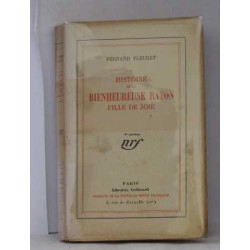 FERNAND FLEURET
HISTOIRE
DE LA
BIENHEUREUSE RATON
FILLE DE JOIE
nrf
PARIS
Librairie Gallimard